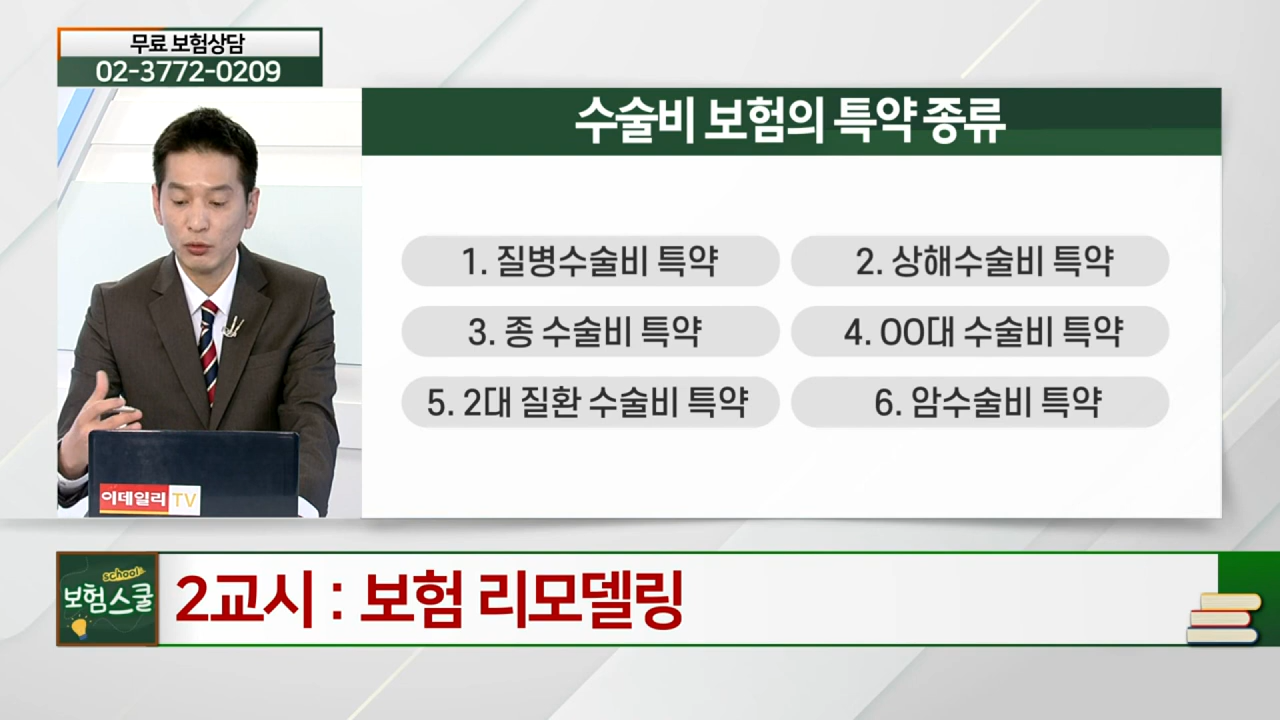 무료 보험상담
02-3772-0209
수술비 보험의 특약 종류
1. 질병수술비 특약
2. 상해수술비 특약
3. 종 수술비 특약
4. OO대 수술비 특약
5. 2대 질환 수술비 특약
6. 암수술비 특약
이데일리 TV
school
보험스쿨
2교시 : 보험 리모델링